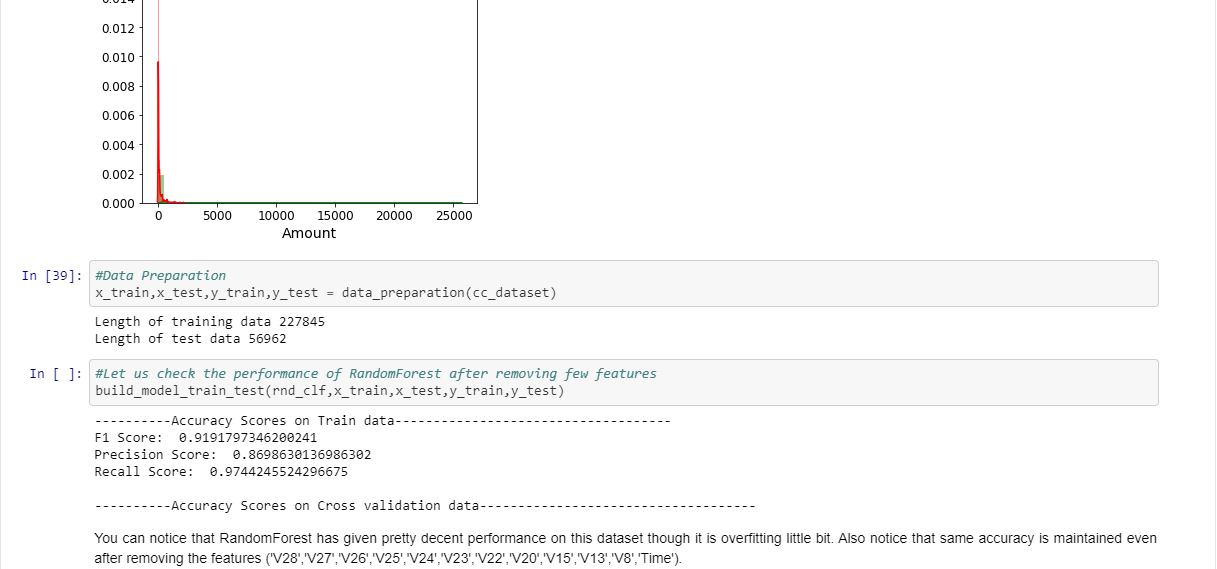 0.014
0.012
0.010
0.008
0.006
0.004
0.002
0.000
0 5000 10000 15000 20000 25000
Amount
In [39]: #Data Preparation
x_train,x_test,y_train,y_test = data_preparation(cc_dataset)
Length of training data 227845
Length of test data 56962
In [ ]: #Let us check the performance of RandomForest after removing few features
build_model_train_test(rnd_clf,x_train,x_test,y_train,y_test)
----------Accuracy Scores on Train data------------------------------------
F1 Score:  0.9191797346200241
Precision Score:  0.8698630136986302
Recall Score:  0.9744245524296675
----------Accuracy Scores on Cross validation data------------------------------------
You can notice that RandomForest has given pretty decent performance on this dataset though it is overfitting little bit. Also notice that same accuracy is maintained even
after removing the features ('V28','V27','V26','V25','V24','V23','V22','V20','V15','V13','V8','Time').